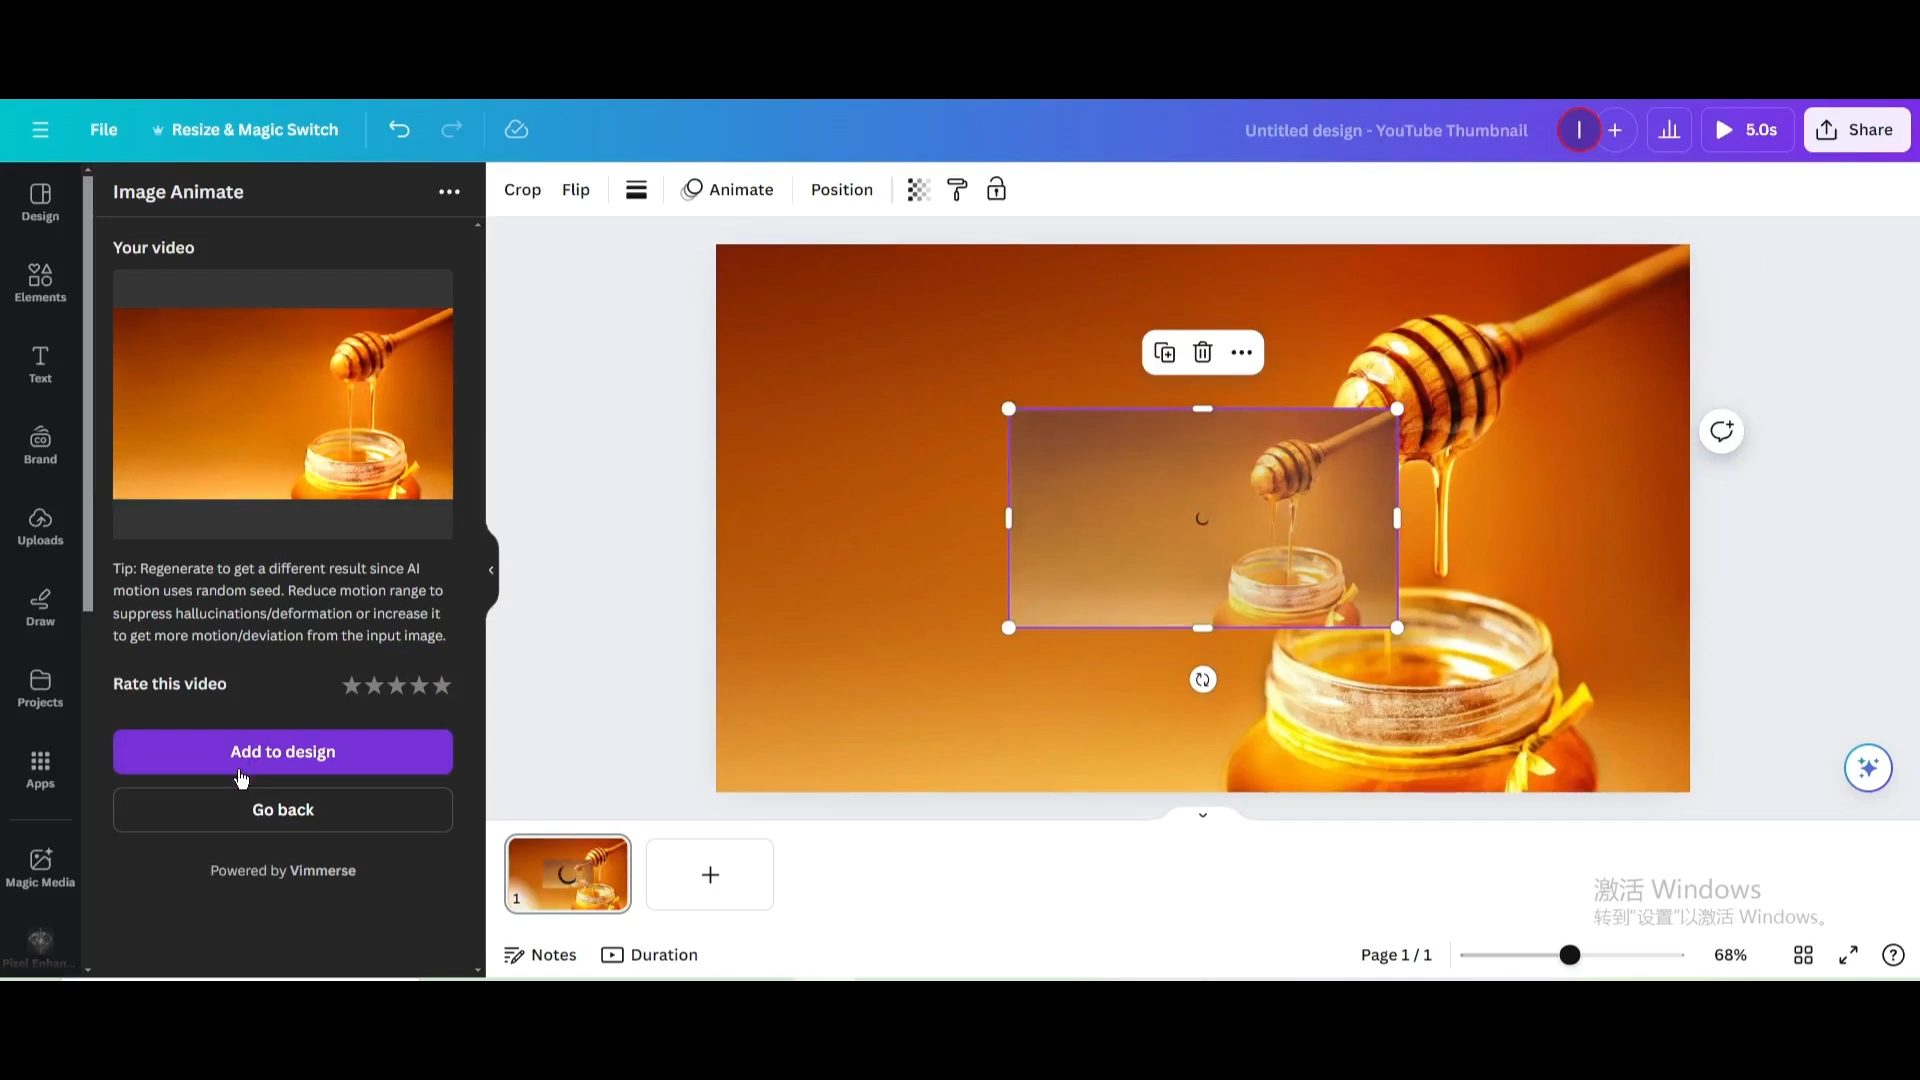 File
Resize & Magic Switch
Untitled design - YouTube Thumbnail
I
5.0s
Share
Design
Elements
Text
Brand
Uploads
Draw
Projects
Apps
Magic Media
Pixel Enhan...
Image Animate
Your video
Tip: Regenerate to get a different result since AI
motion uses random seed. Reduce motion range to
suppress hallucinations/deformation or increase it
to get more motion/deviation from the input image.
Rate this video
Add to design
Go back
Powered by Vimmerse
Crop
Flip
Animate
Position
1
激活 Windows
转到"设置"以激活 Windows。
Notes
Duration
Page 1 / 1
68%